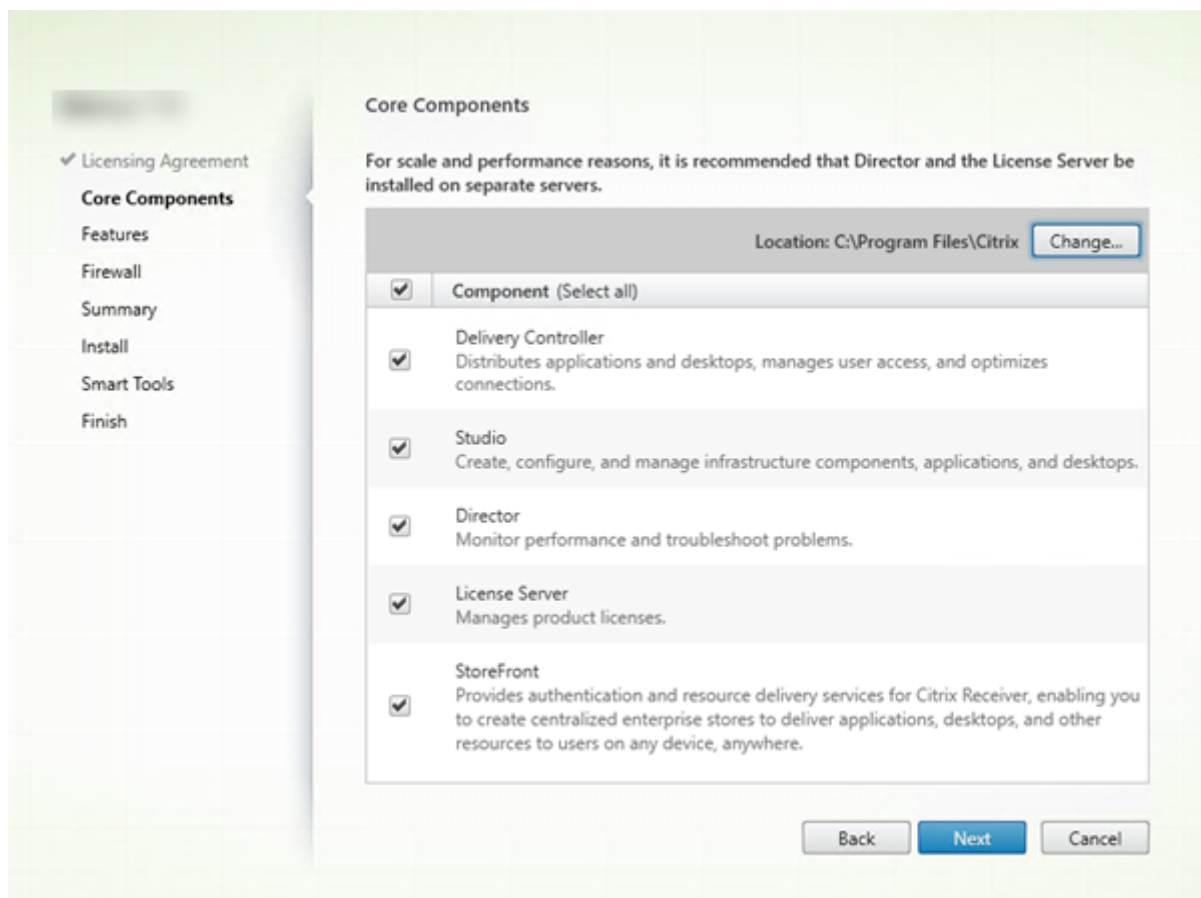 Core Components
Licensing Agreement
Core Components
Features
Firewall
Summary
Install
Smart Tools
Finish
For scale and performance reasons, it is recommended that Director and the License Server be
installed on separate servers.
Location: C:\Program Files\Citrix
Change...
Component (Select all)
Delivery Controller
Distributes applications and desktops, manages user access, and optimizes
connections.
Studio
Create, configure, and manage infrastructure components, applications, and desktops.
Director
Monitor performance and troubleshoot problems.
License Server
Manages product licenses.
StoreFront
Provides authentication and resource delivery services for Citrix Receiver, enabling you
to create centralized enterprise stores to deliver applications, desktops, and other
resources to users on any device, anywhere.
Back
Next
Cancel